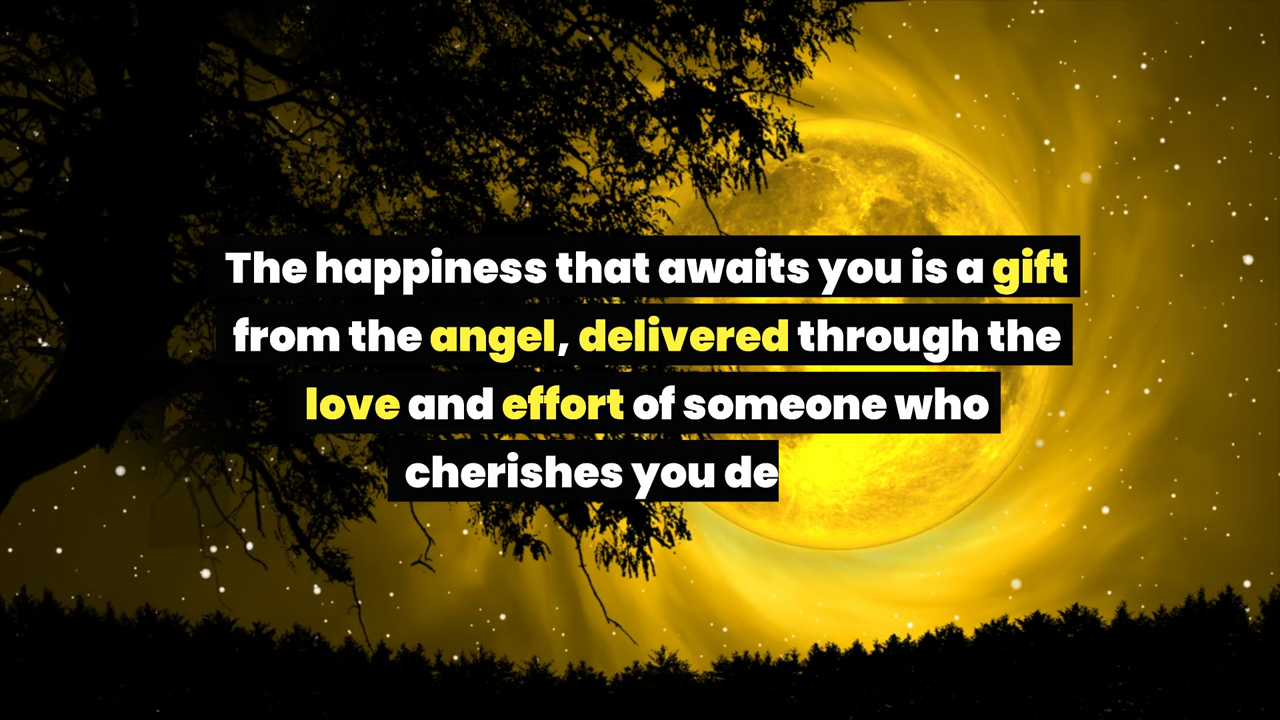 The happiness that awaits you is a gift
from the angel, delivered through the
love and effort of someone who
cherishes you de